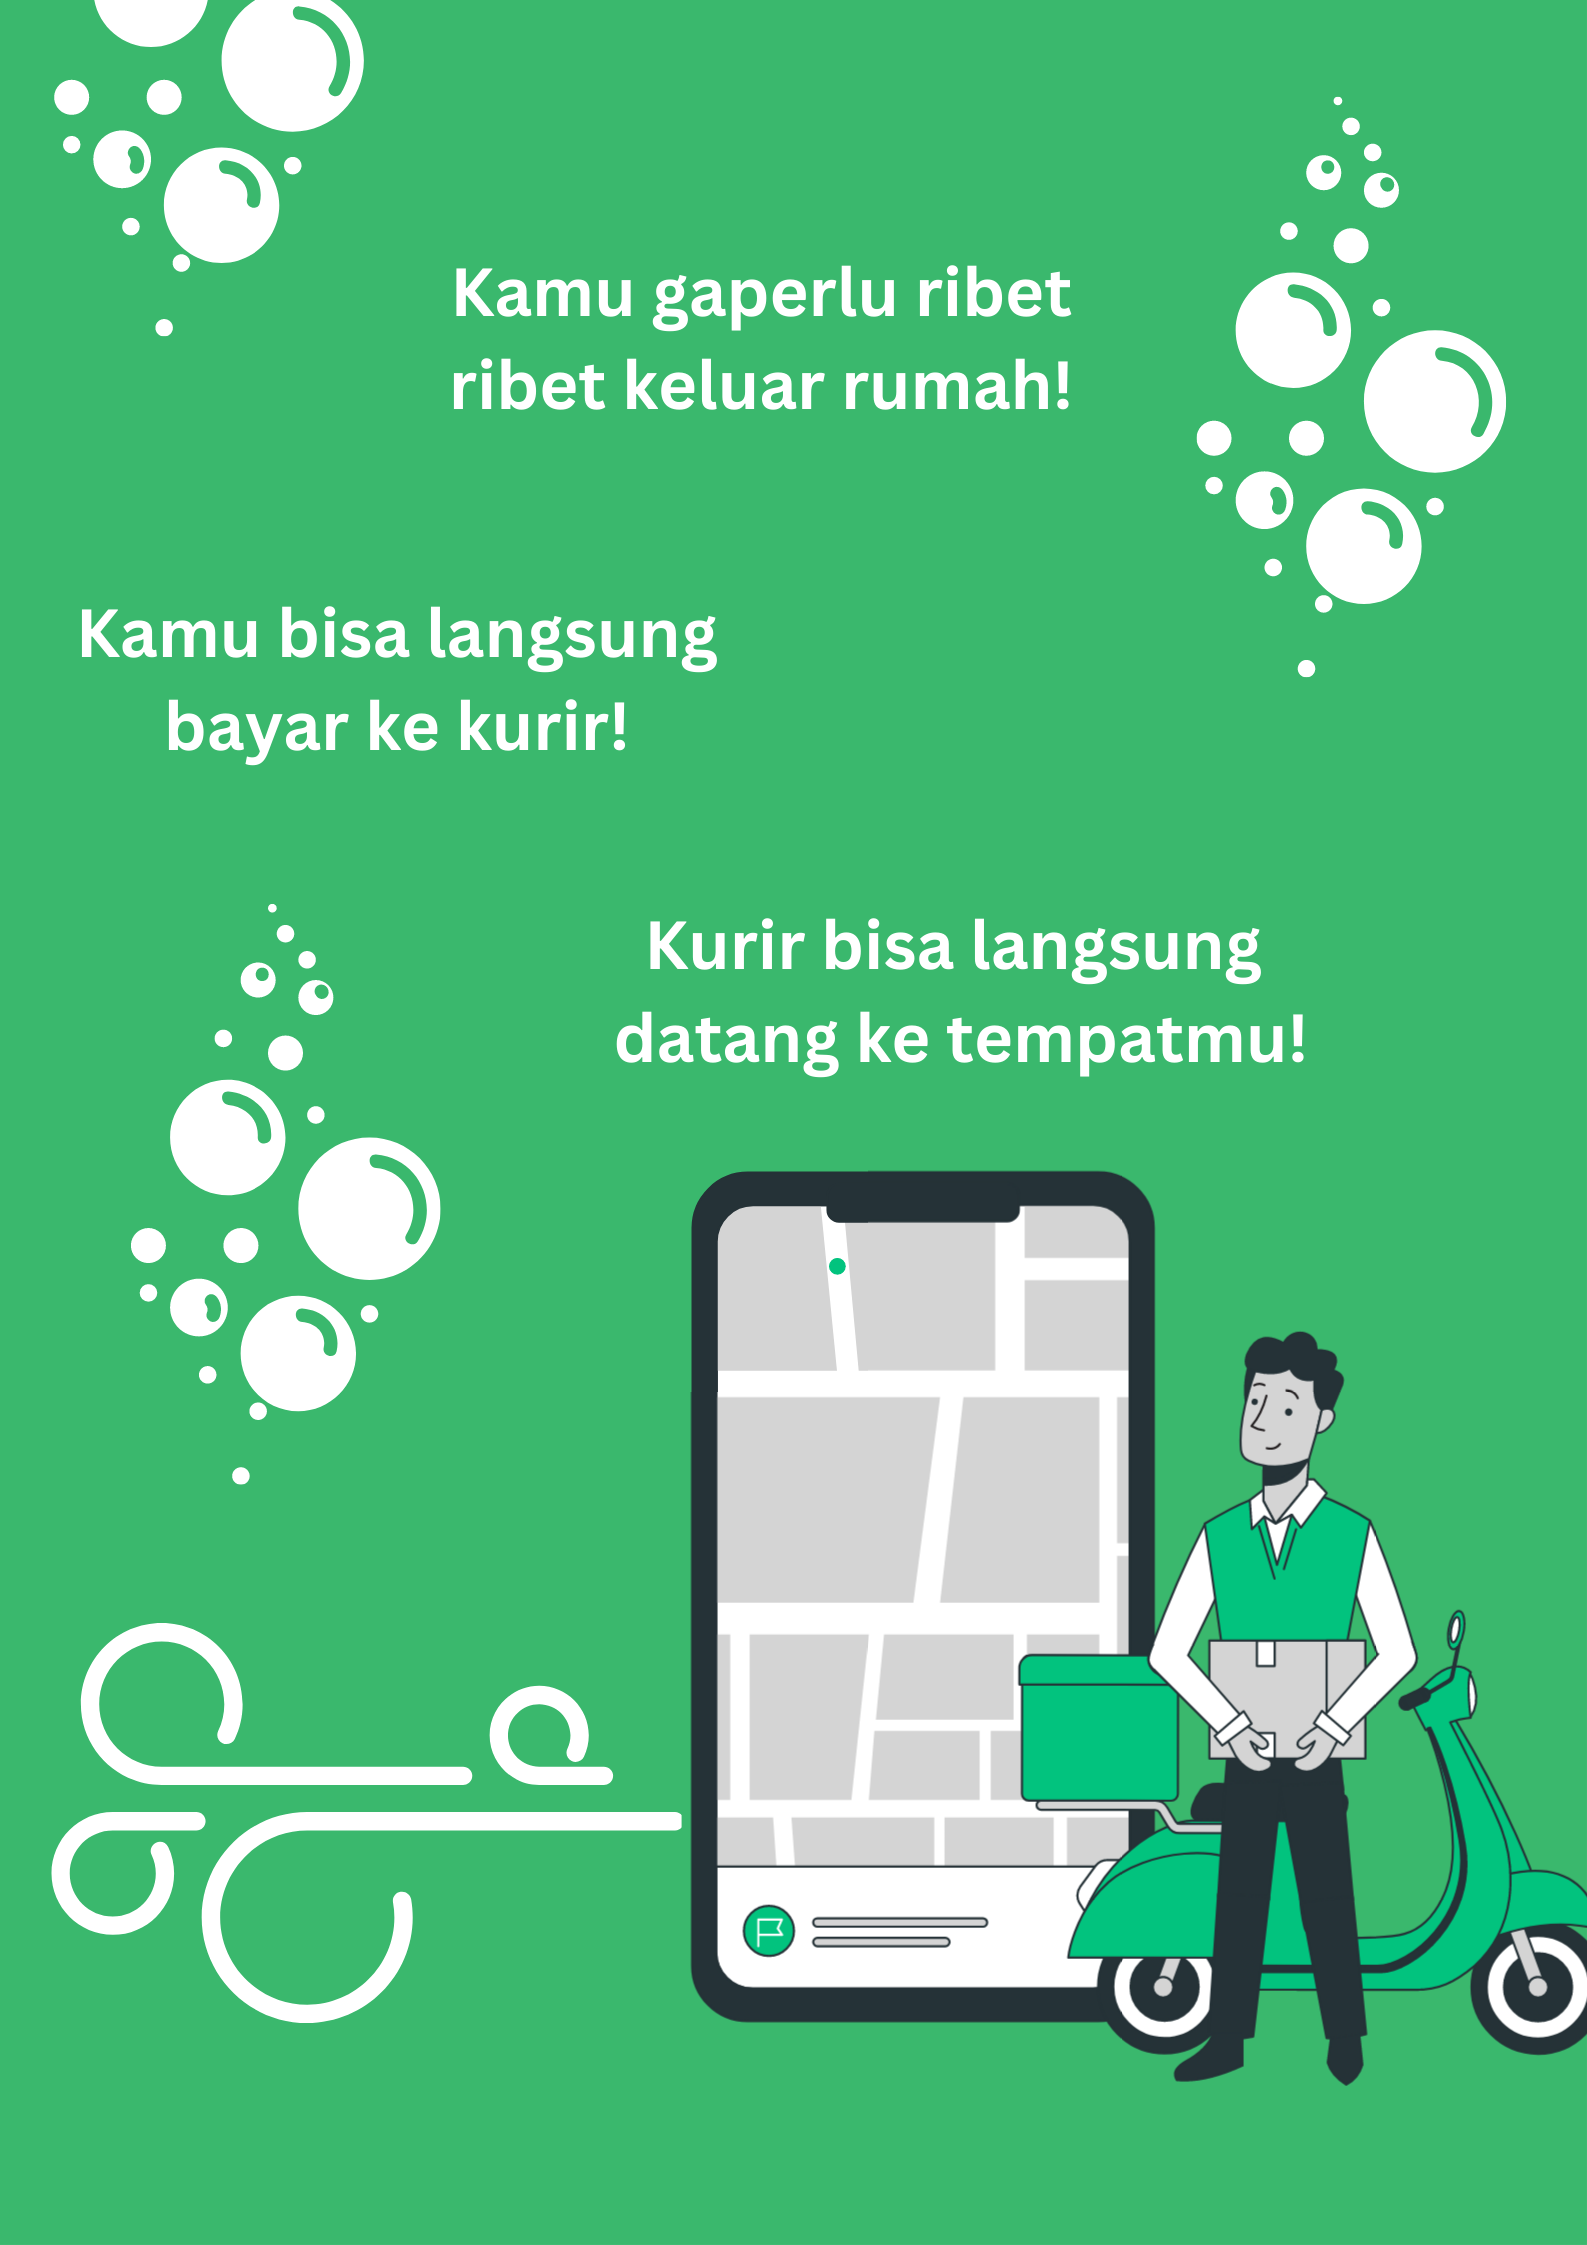 Kamu gaperlu ribet
ribet keluar rumah!
Kamu bisa langsung
bayar ke kurir!
Kurir bisa langsung
datang ke tempatmu!